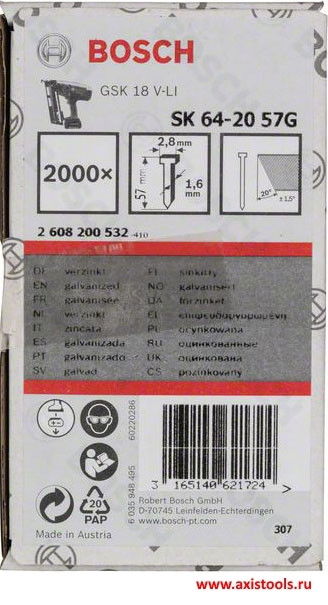 BOSCH
GSK 18 V-LI
SK 64-20 57G
2000×
2,8 mm
57 mm
1,6 mm
20°
± 1,5°
2 608 200 532 -410
DE verzinkt
EN galvanized
FR galvanisée
NL verzinkt
IT zincata
ES galvanizada
PT galvanizado
SV galvad
FI sinkitty
NO galvanisert
DA forzinket
EL επιψευδαργυρωμένη
PL ocynkowana
RU оцинкованные
UK оцинкована
CS pozinkovaný
60220286
6 035 948 495
20
PAP
Made in Austria
3 165140 621724 >
Robert Bosch GmbH
D-70745 Leinfelden-Echterdingen
www.bosch-pt.com
307
www.axistools.ru